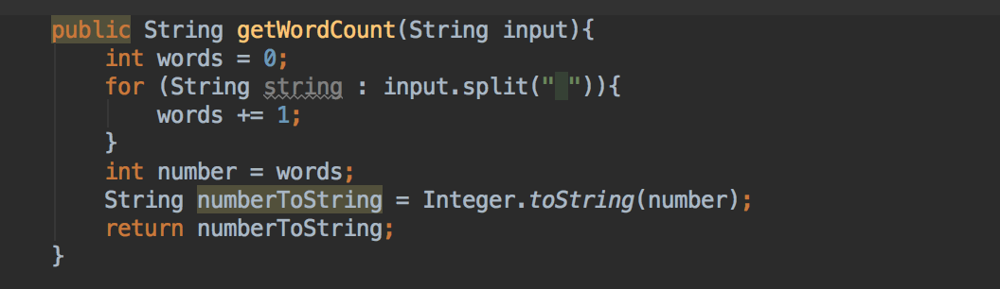 public String getWordCount(String input){
    int words = 0;
    for (String string : input.split(" ")){
        words += 1;
    }
    int number = words;
    String numberToString = Integer.toString(number);
    return numberToString;
}